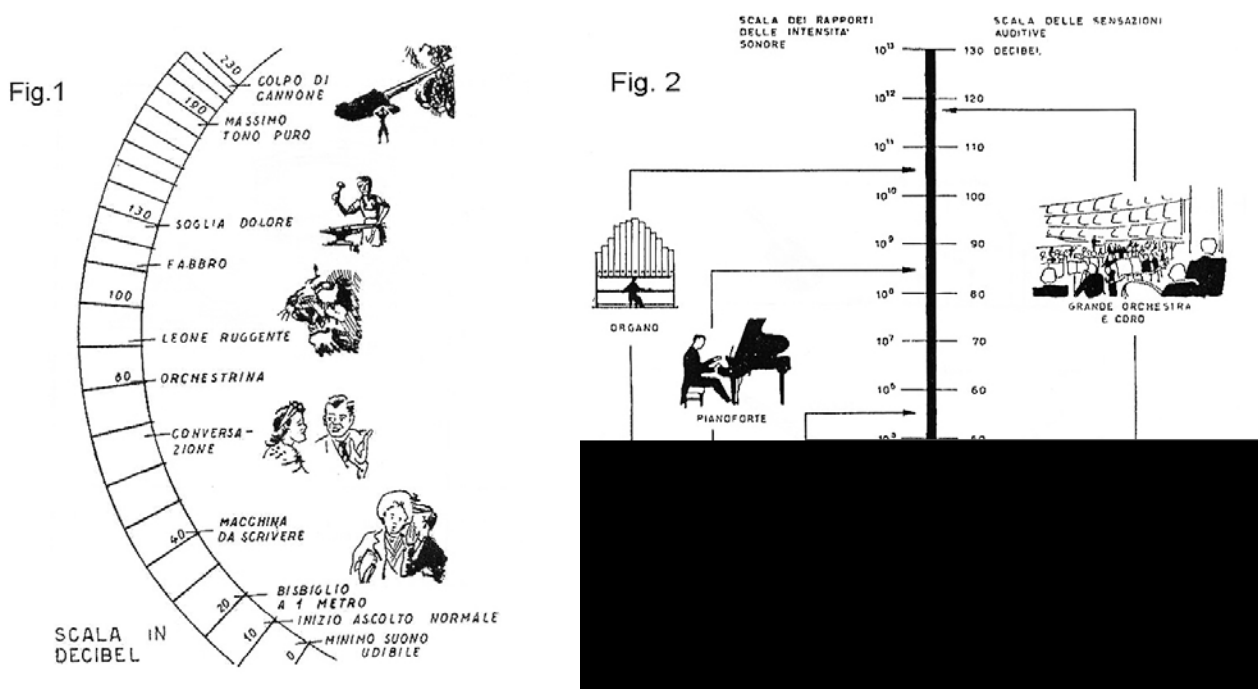 Fig.1
230
COLPO DI
CANNONE
190
MASSIMO
TONO PURO
130
SOGLIA DOLORE
FABBRO
100
LEONE RUGGENTE
80
ORCHESTRINA
CONVERSA-
ZIONE
40
MACCHINA
DA SCRIVERE
20
BISBIGLIO
A 1 METRO
10
INIZIO ASCOLTO NORMALE
0
MINIMO SUONO
UDIBILE
SCALA IN
DECIBEL
Fig. 2
SCALA DEI RAPPORTI
DELLE INTENSITA'
SONORE
SCALA DELLE SENSAZIONI
AUDITIVE
DECIBEL
10¹³ 130
10¹² 120
10¹¹ 110
10¹⁰ 100
10⁹ 90
10⁸ 80
10⁷ 70
10⁶ 60
ORGANO
PIANOFORTE
GRANDE ORCHESTRA
E CORO